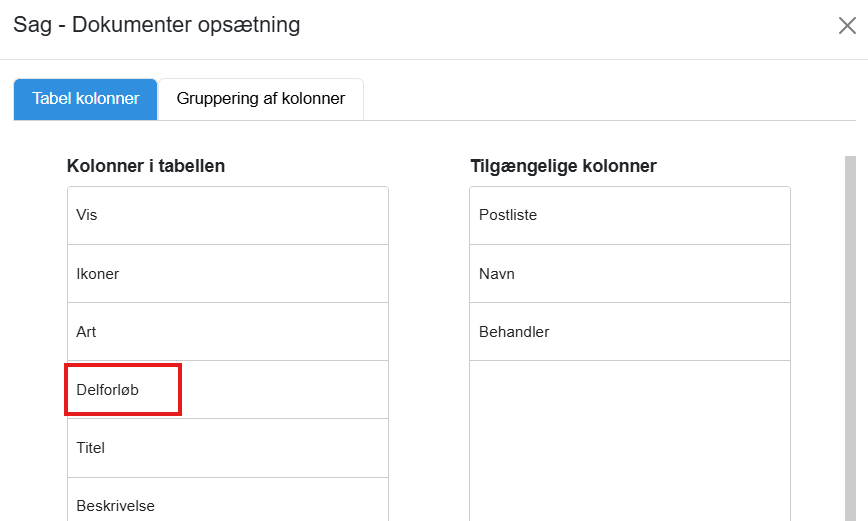 Sag - Dokumenter opsætning
Tabel kolonner
Gruppering af kolonner
Kolonner i tabellen
Vis
Ikoner
Art
Delforløb
Titel
Beskrivelse
Tilgængelige kolonner
Postliste
Navn
Behandler